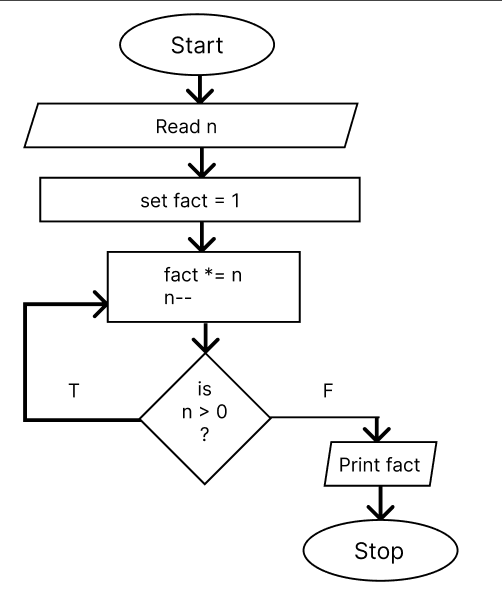 Start
Read n
set fact = 1
fact *= n
n--
is
n > 0
?
T
F
Print fact
Stop